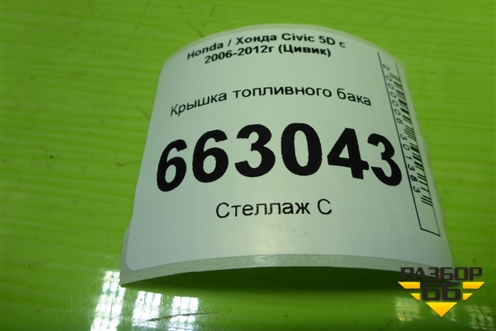 Honda / Хонда Civic 5D с
2006-2012г (Цивик)
Крышка топливного бака
663043
Стеллаж С
РАЗБОР
66